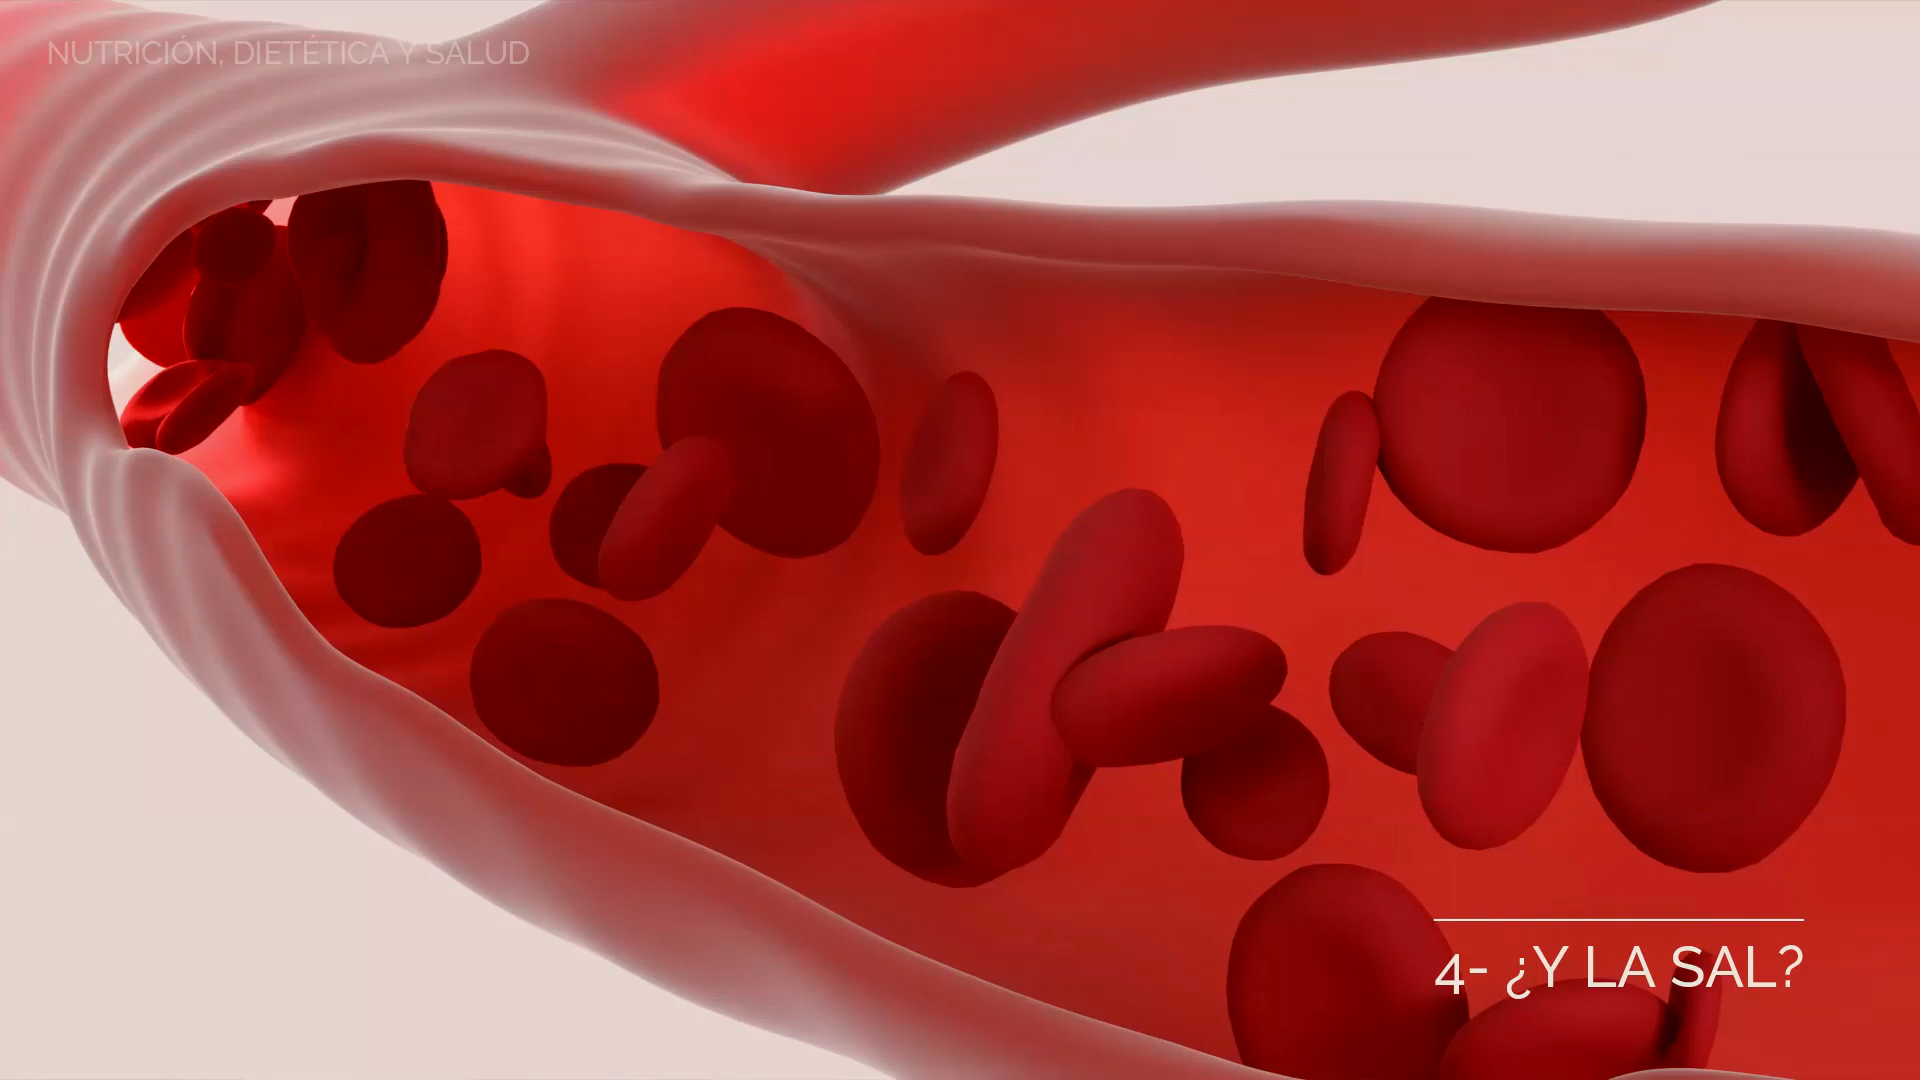 NUTRICIÓN, DIETÉTICA Y SALUD
4- ¿Y LA SAL?